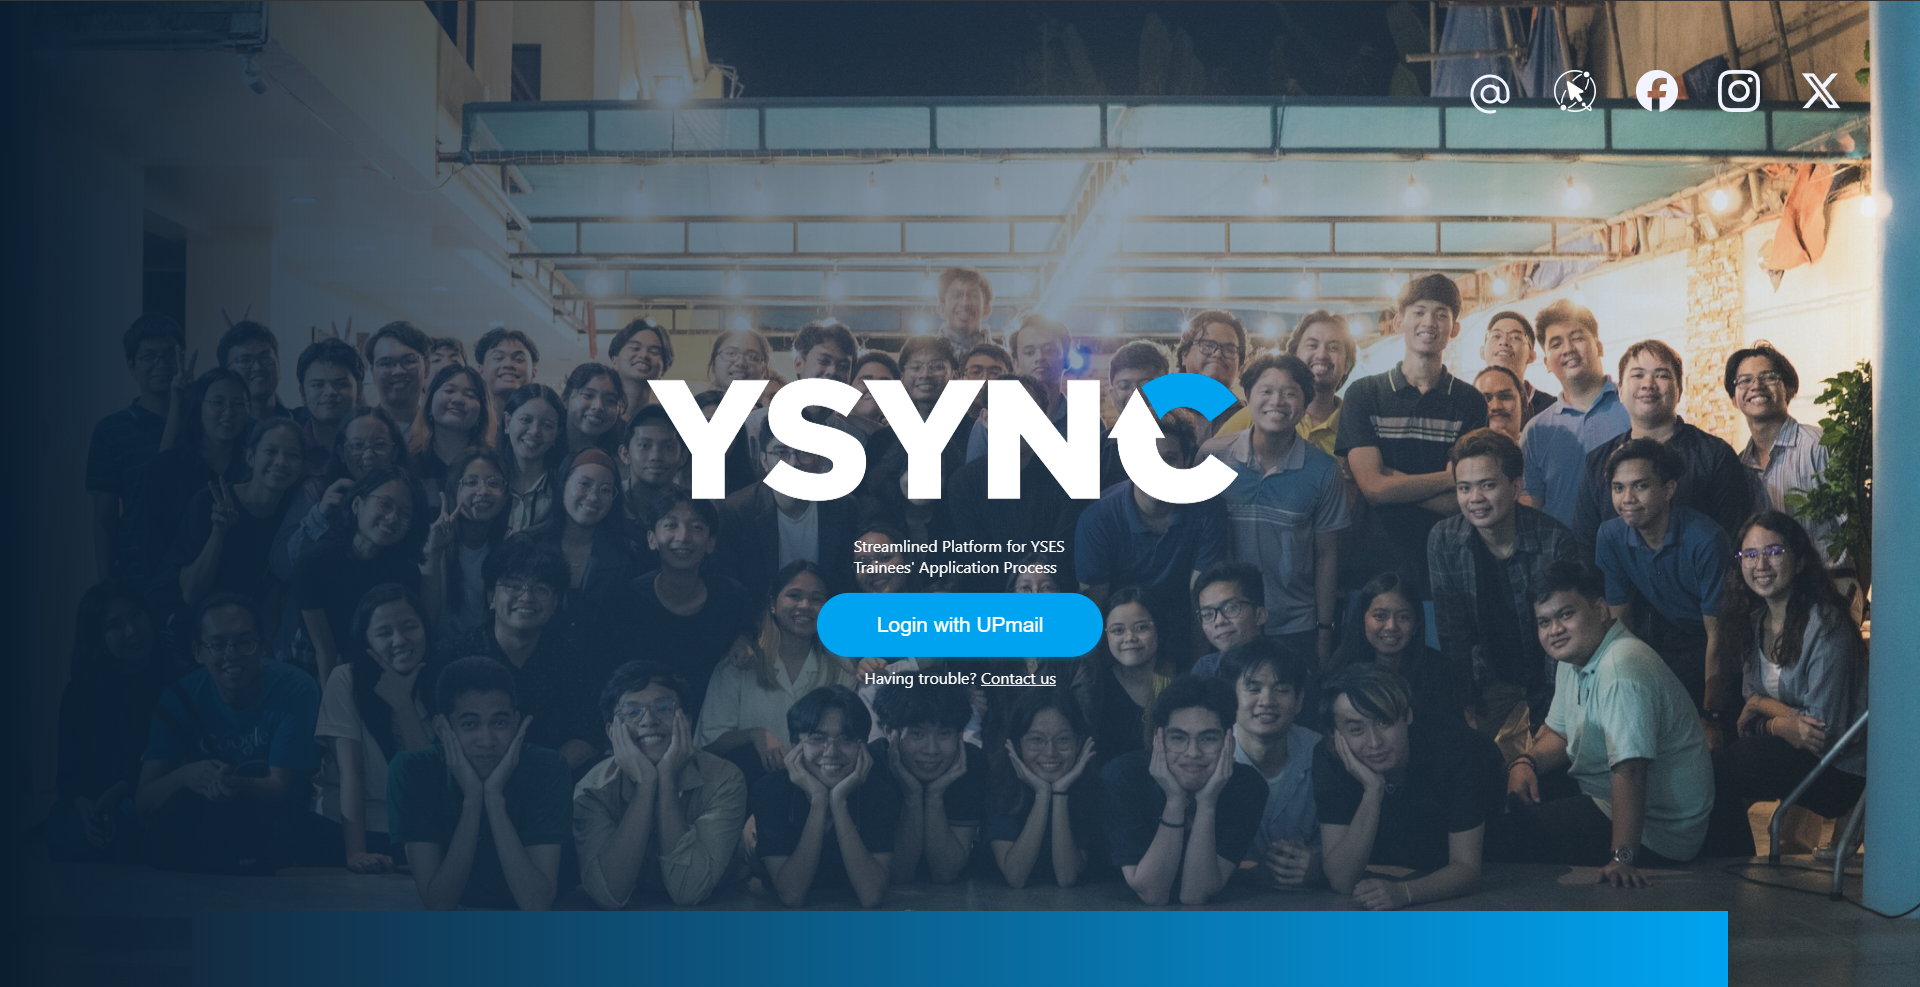 YSYNC
Streamlined Platform for YSES
Trainees' Application Process
Login with UPmail
Having trouble? Contact us